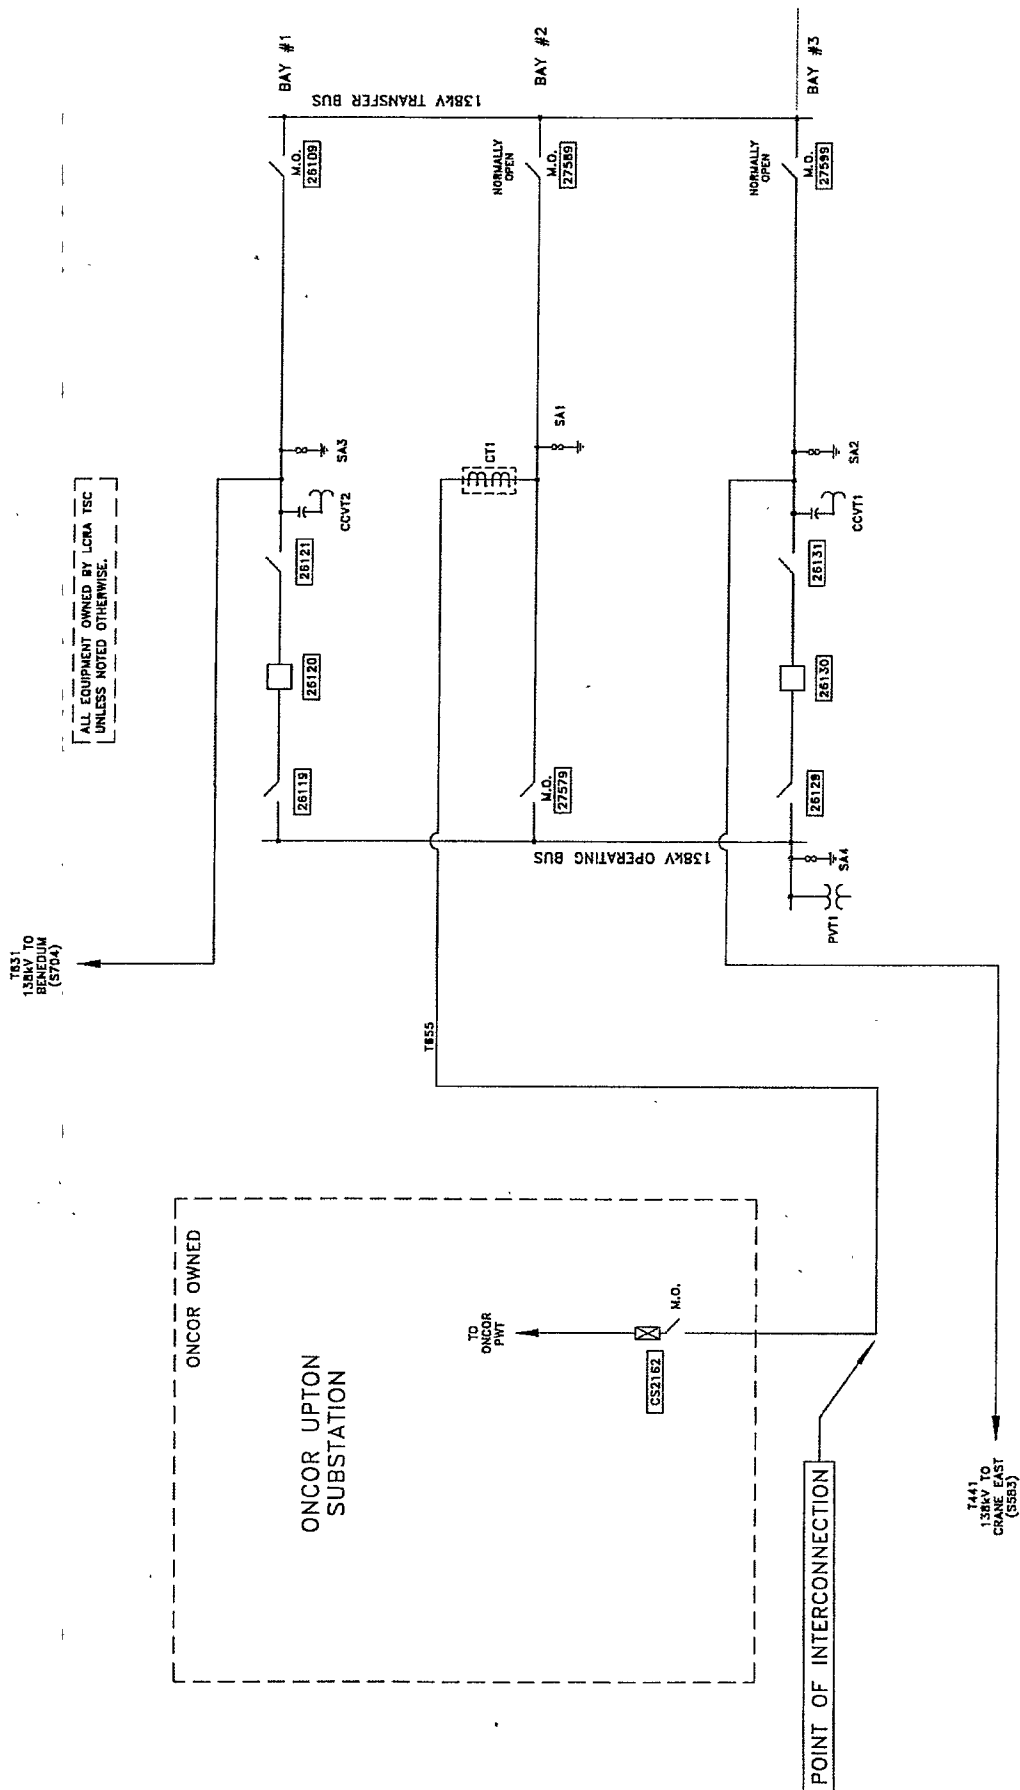 BAY #1
BAY #2
BAY #3
138kV TRANSFER BUS
M.O.
26109
NORMALLY
OPEN
M.O.
27589
NORMALLY
OPEN
M.O.
27599
SA3
CCVT2
26121
26120
26119
CT1
SA1
M.O.
27579
SA2
CCVT1
26131
26130
26129
138kV OPERATING BUS
SA4
PVT1
ALL EQUIPMENT OWNED BY LCRA TSC
UNLESS NOTED OTHERWISE.
T631
138kV TO
BENEDUM
(S704)
T655
ONCOR OWNED
ONCOR UPTON
SUBSTATION
TO
ONCOR
PWT
CS2162
M.O.
POINT OF INTERCONNECTION
T441
138kV TO
CRANE EAST
(S583)